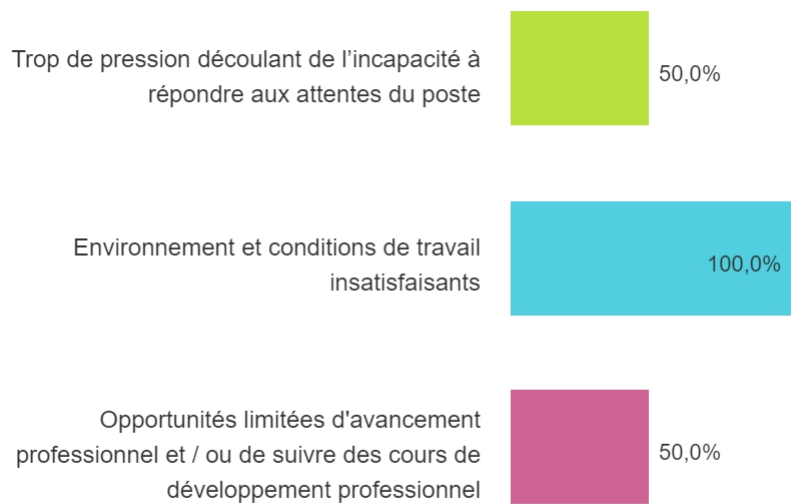 Trop de pression découlant de l’incapacité à
répondre aux attentes du poste
50,0%
Environnement et conditions de travail
insatisfaisants
100,0%
Opportunités limitées d'avancement
professionnel et / ou de suivre des cours de
développement professionnel
50,0%